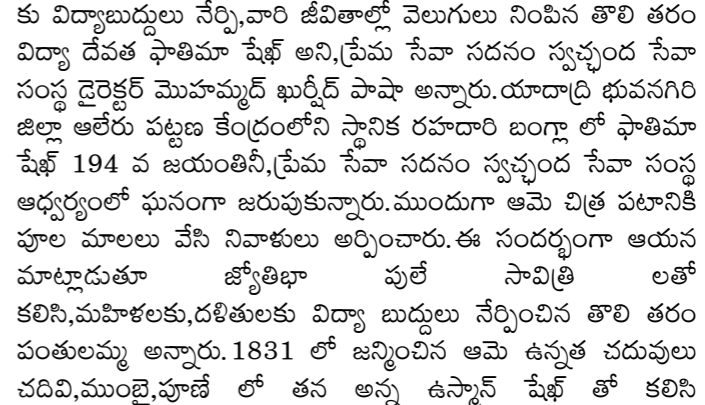 కు విద్యాబుద్దులు నేర్పి,వారి జీవితాల్లో వెలుగులు నింపిన తొలి తరం
విద్యా దేవత ఫాతిమా షేఖ్ అని,ప్రేమ సేవా సదనం స్వచ్ఛంద సేవా
సంస్థ డైరెక్టర్ మొహమ్మద్ ఖుర్షీద్ పాషా అన్నారు.యాదాద్రి భువనగిరి
జిల్లా ఆలేరు పట్టణ కేంద్రంలోని స్థానిక రహదారి బంగ్లా లో ఫాతిమా
షేఖ్ 194 వ జయంతినీ,ప్రేమ సేవా సదనం స్వచ్ఛంద సేవా సంస్థ
ఆధ్వర్యంలో ఘనంగా జరుపుకున్నారు.ముందుగా ఆమె చిత్ర పటానికి
పూల మాలలు వేసి నివాళులు అర్పించారు.ఈ సందర్భంగా ఆయన
మాట్లాడుతూ జ్యోతిభా పులే సావిత్రి లతో
కలిసి,మహిళలకు,దళితులకు విద్యా బుద్దులు నేర్పించిన తొలి తరం
పంతులమ్మ అన్నారు.1831 లో జన్మించిన ఆమె ఉన్నత చదువులు
చదివి,ముంబై,పూణే లో తన అన్న ఉస్మాన్ షేఖ్ తో కలిసి